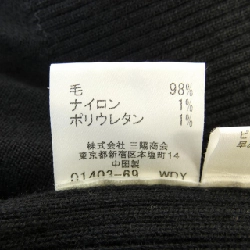 毛 98%
ナイロン 1%
ポリウレタン 1%
株式会社 三陽商会
東京都新宿区本塩町14
中国製
01403-69 WDY
ピ